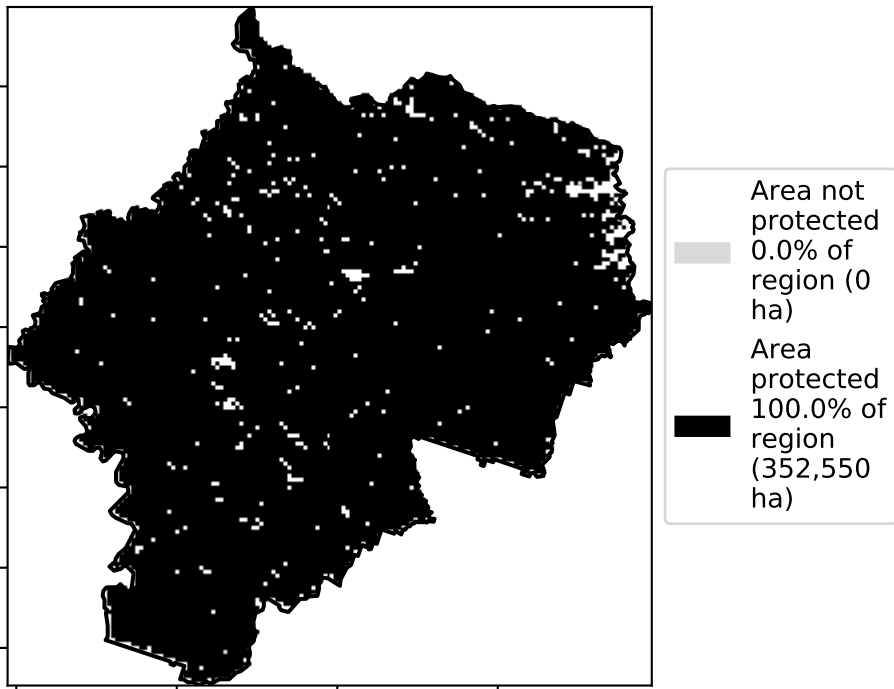 Area not
protected
0.0% of
region (0
ha)
Area
protected
100.0% of
region
(352,550
ha)